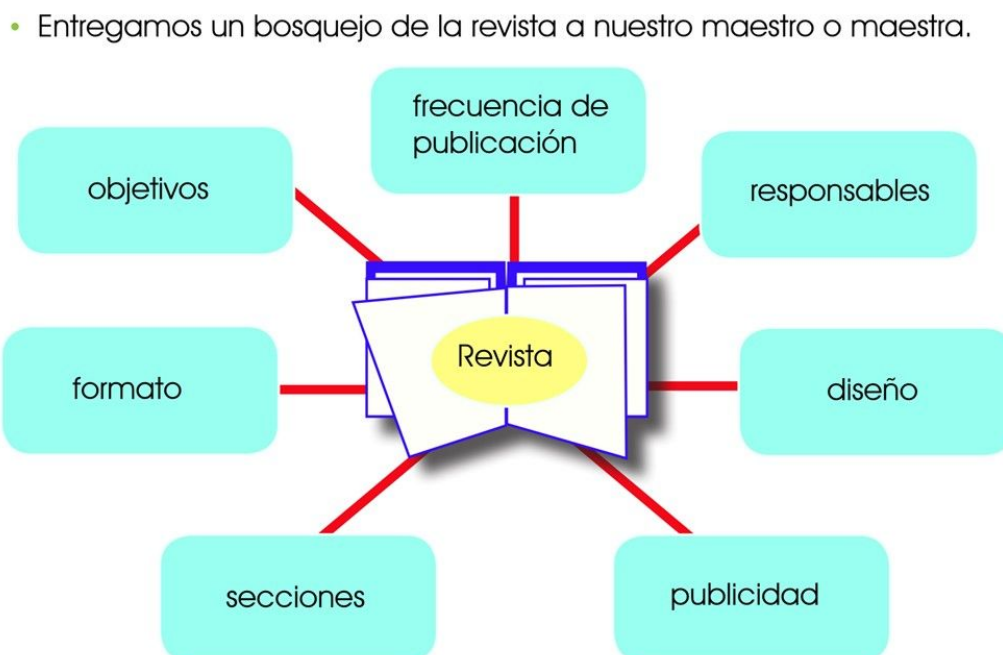 • Entregamos un bosquejo de la revista a nuestro maestro o maestra.
frecuencia de
publicación
objetivos
responsables
Revista
formato
diseño
secciones
publicidad